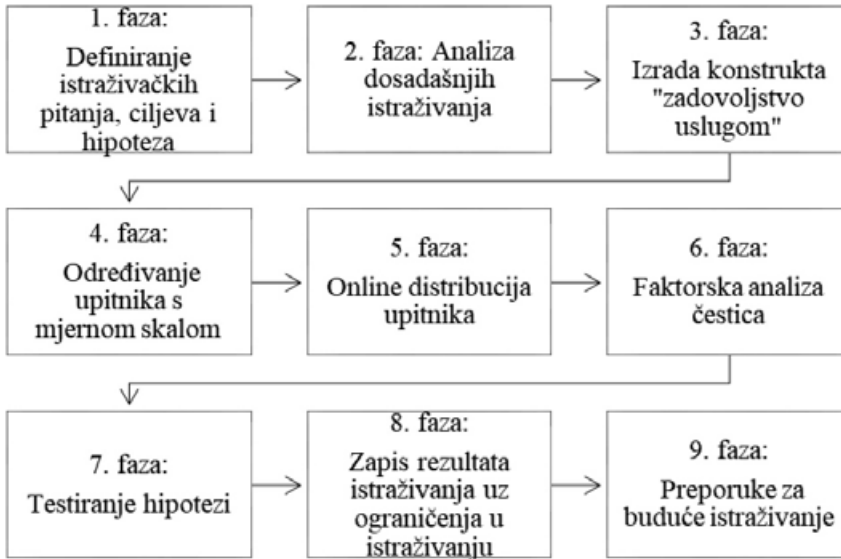 1. faza:
Definiranje
istraživačkih
pitanja, ciljeva i
hipoteza
2. faza: Analiza
dosadašnjih
istraživanja
3. faza:
Izrada konstrukta
"zadovoljstvo
uslugom"
4. faza:
Određivanje
upitnika s
mjernom skalom
5. faza:
Online distribucija
upitnika
6. faza:
Faktorska analiza
čestica
7. faza:
Testiranje hipotezi
8. faza:
Zapis rezultata
istraživanja uz
ograničenja u
istraživanju
9. faza:
Preporuke za
buduće istraživanje